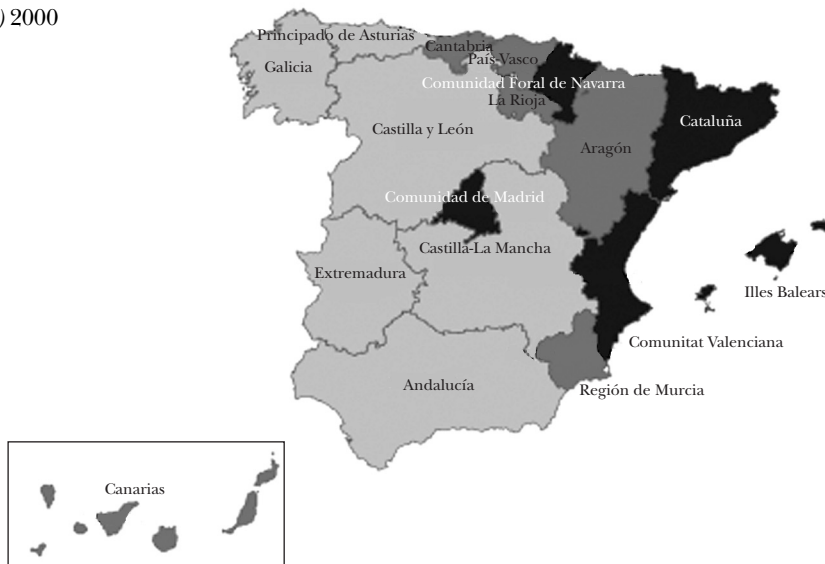 ) 2000
Principado de Asturias
Cantabria
País-Vasco
Galicia
Comunidad Foral de Navarra
La Rioja
Cataluña
Castilla y León
Aragón
Comunidad de Madrid
Castilla-La Mancha
Extremadura
Illes Balears
Comunitat Valenciana
Andalucía
Región de Murcia
Canarias